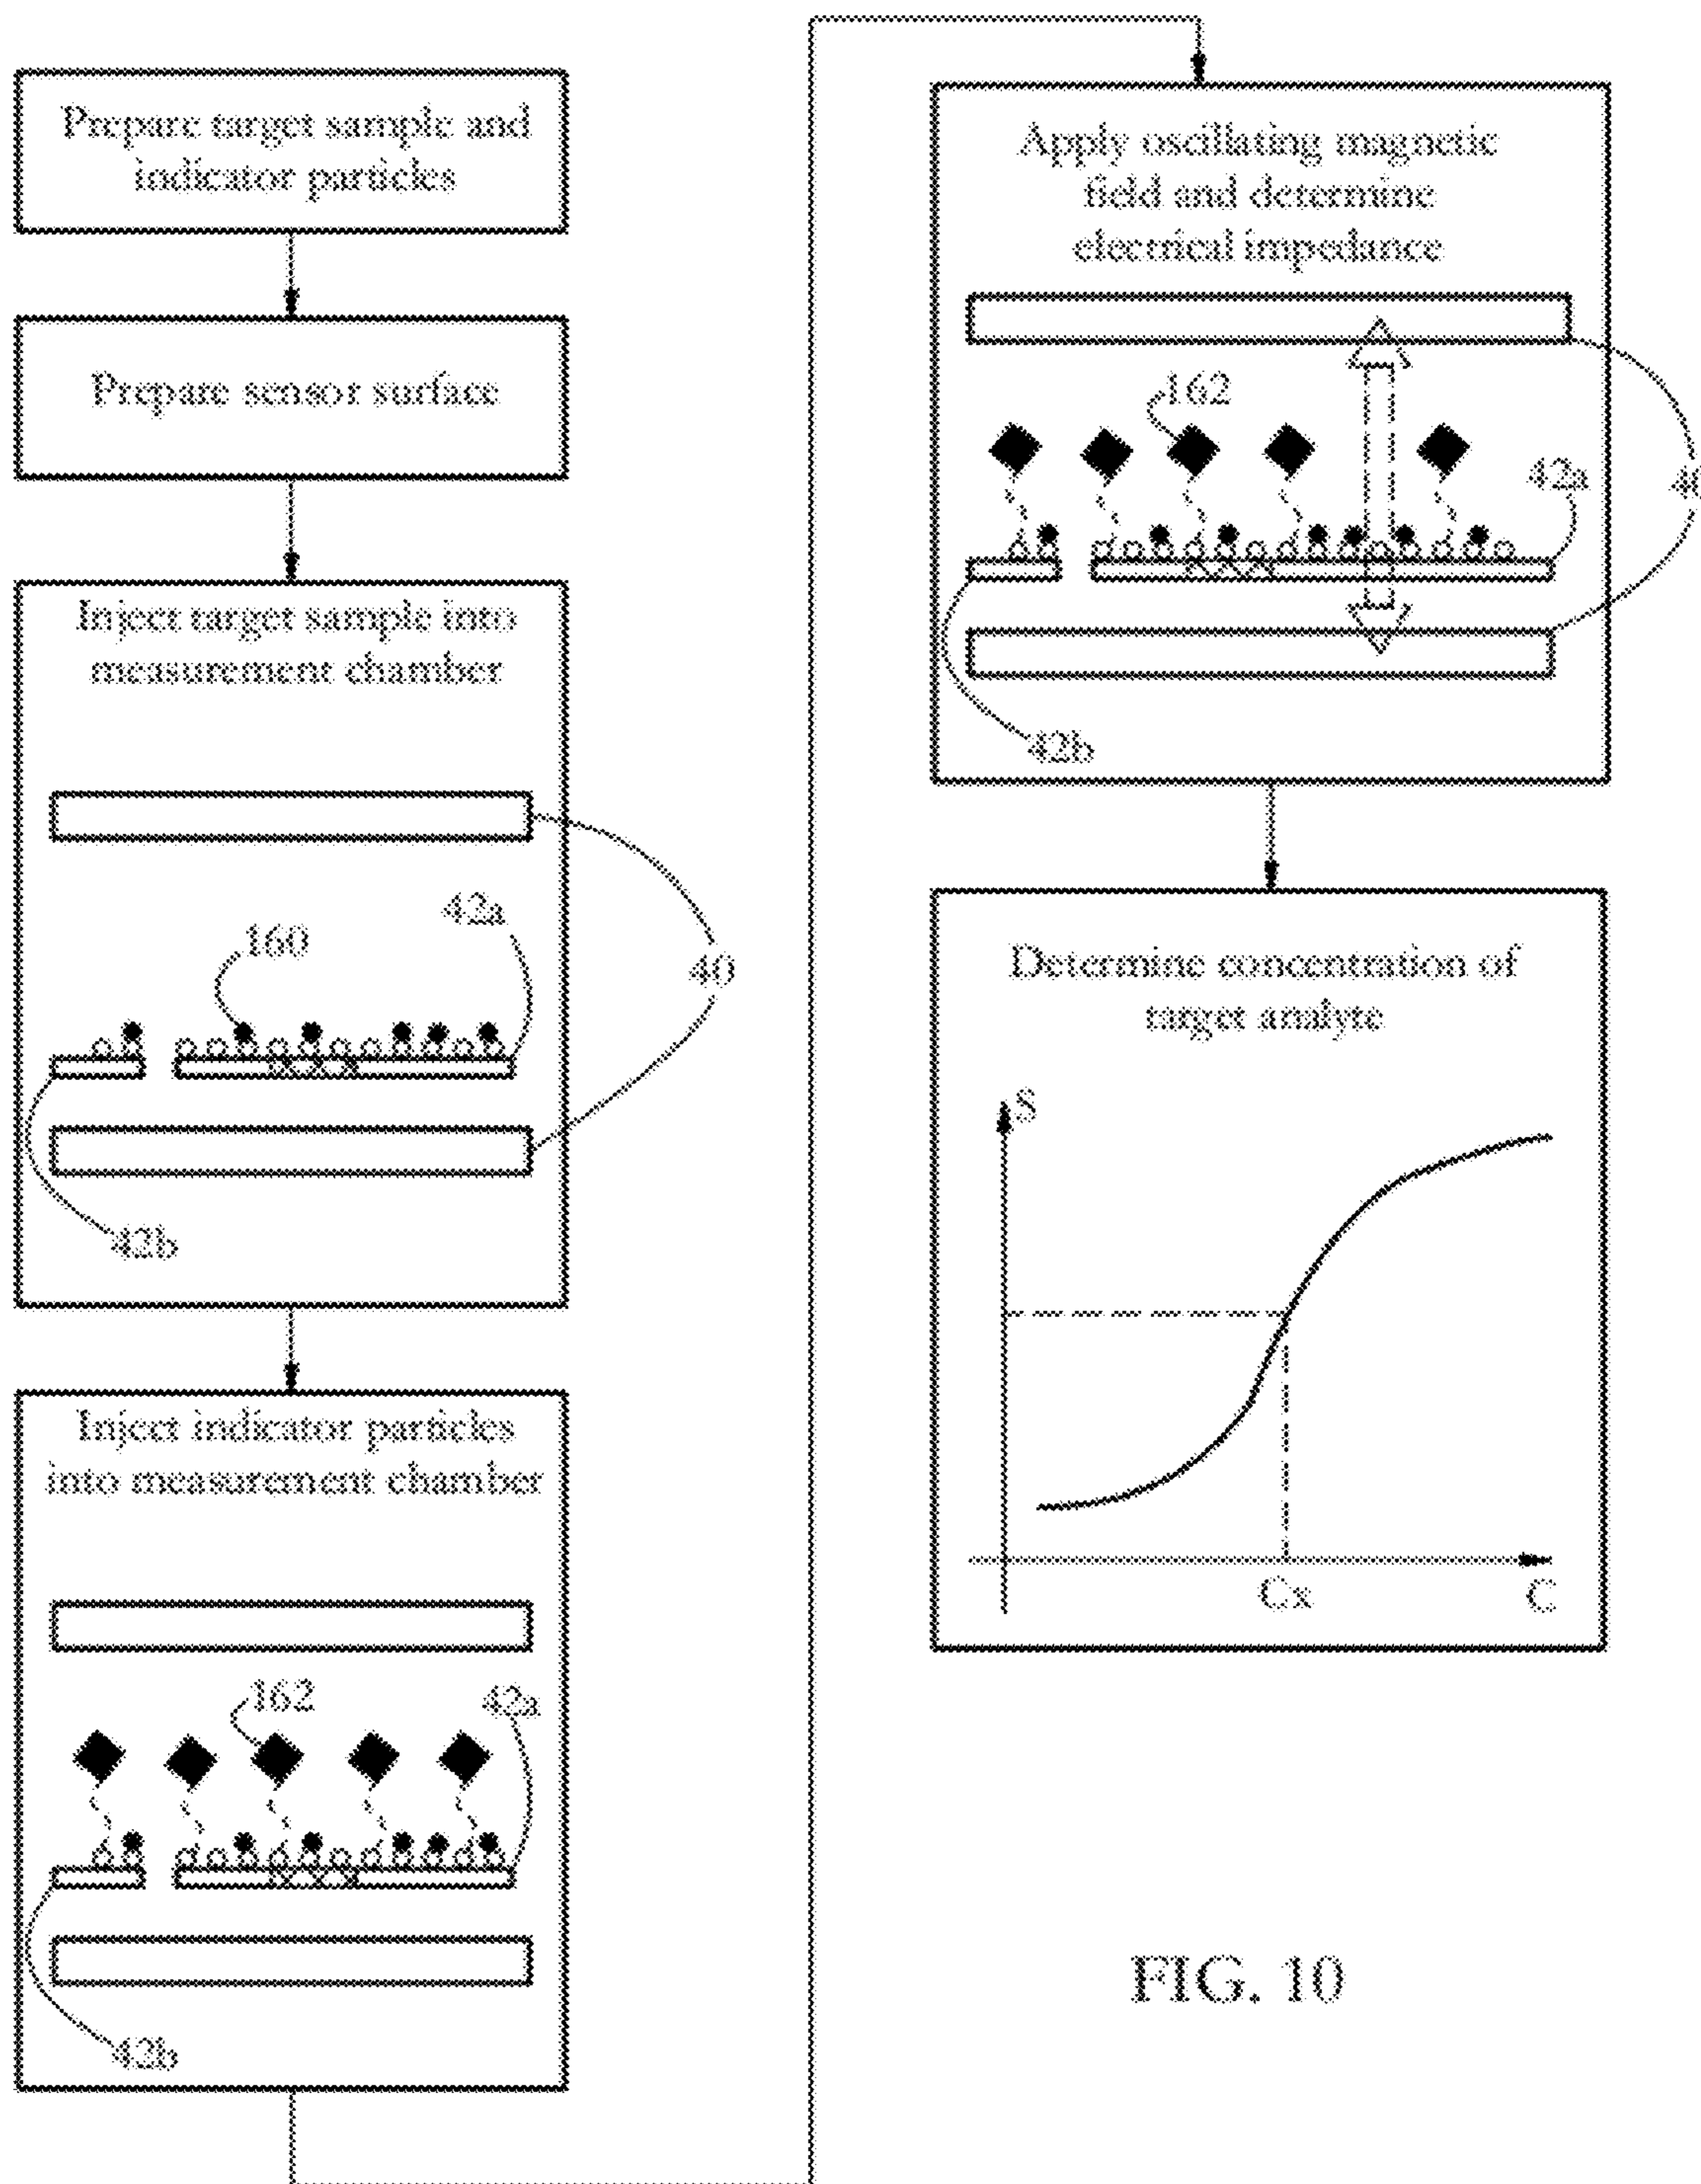 Prepare target sample and
indicator particles
Prepare sensor surface
Inject target sample into
measurement chamber
42a
160
40
42b
Inject indicator particles
into measurement chamber
162
42a
42b
Apply oscillating magnetic
field and determine
electrical impedance
162
42a
42b
Determine concentration of
target analyte
S
Cx
C
FIG. 10